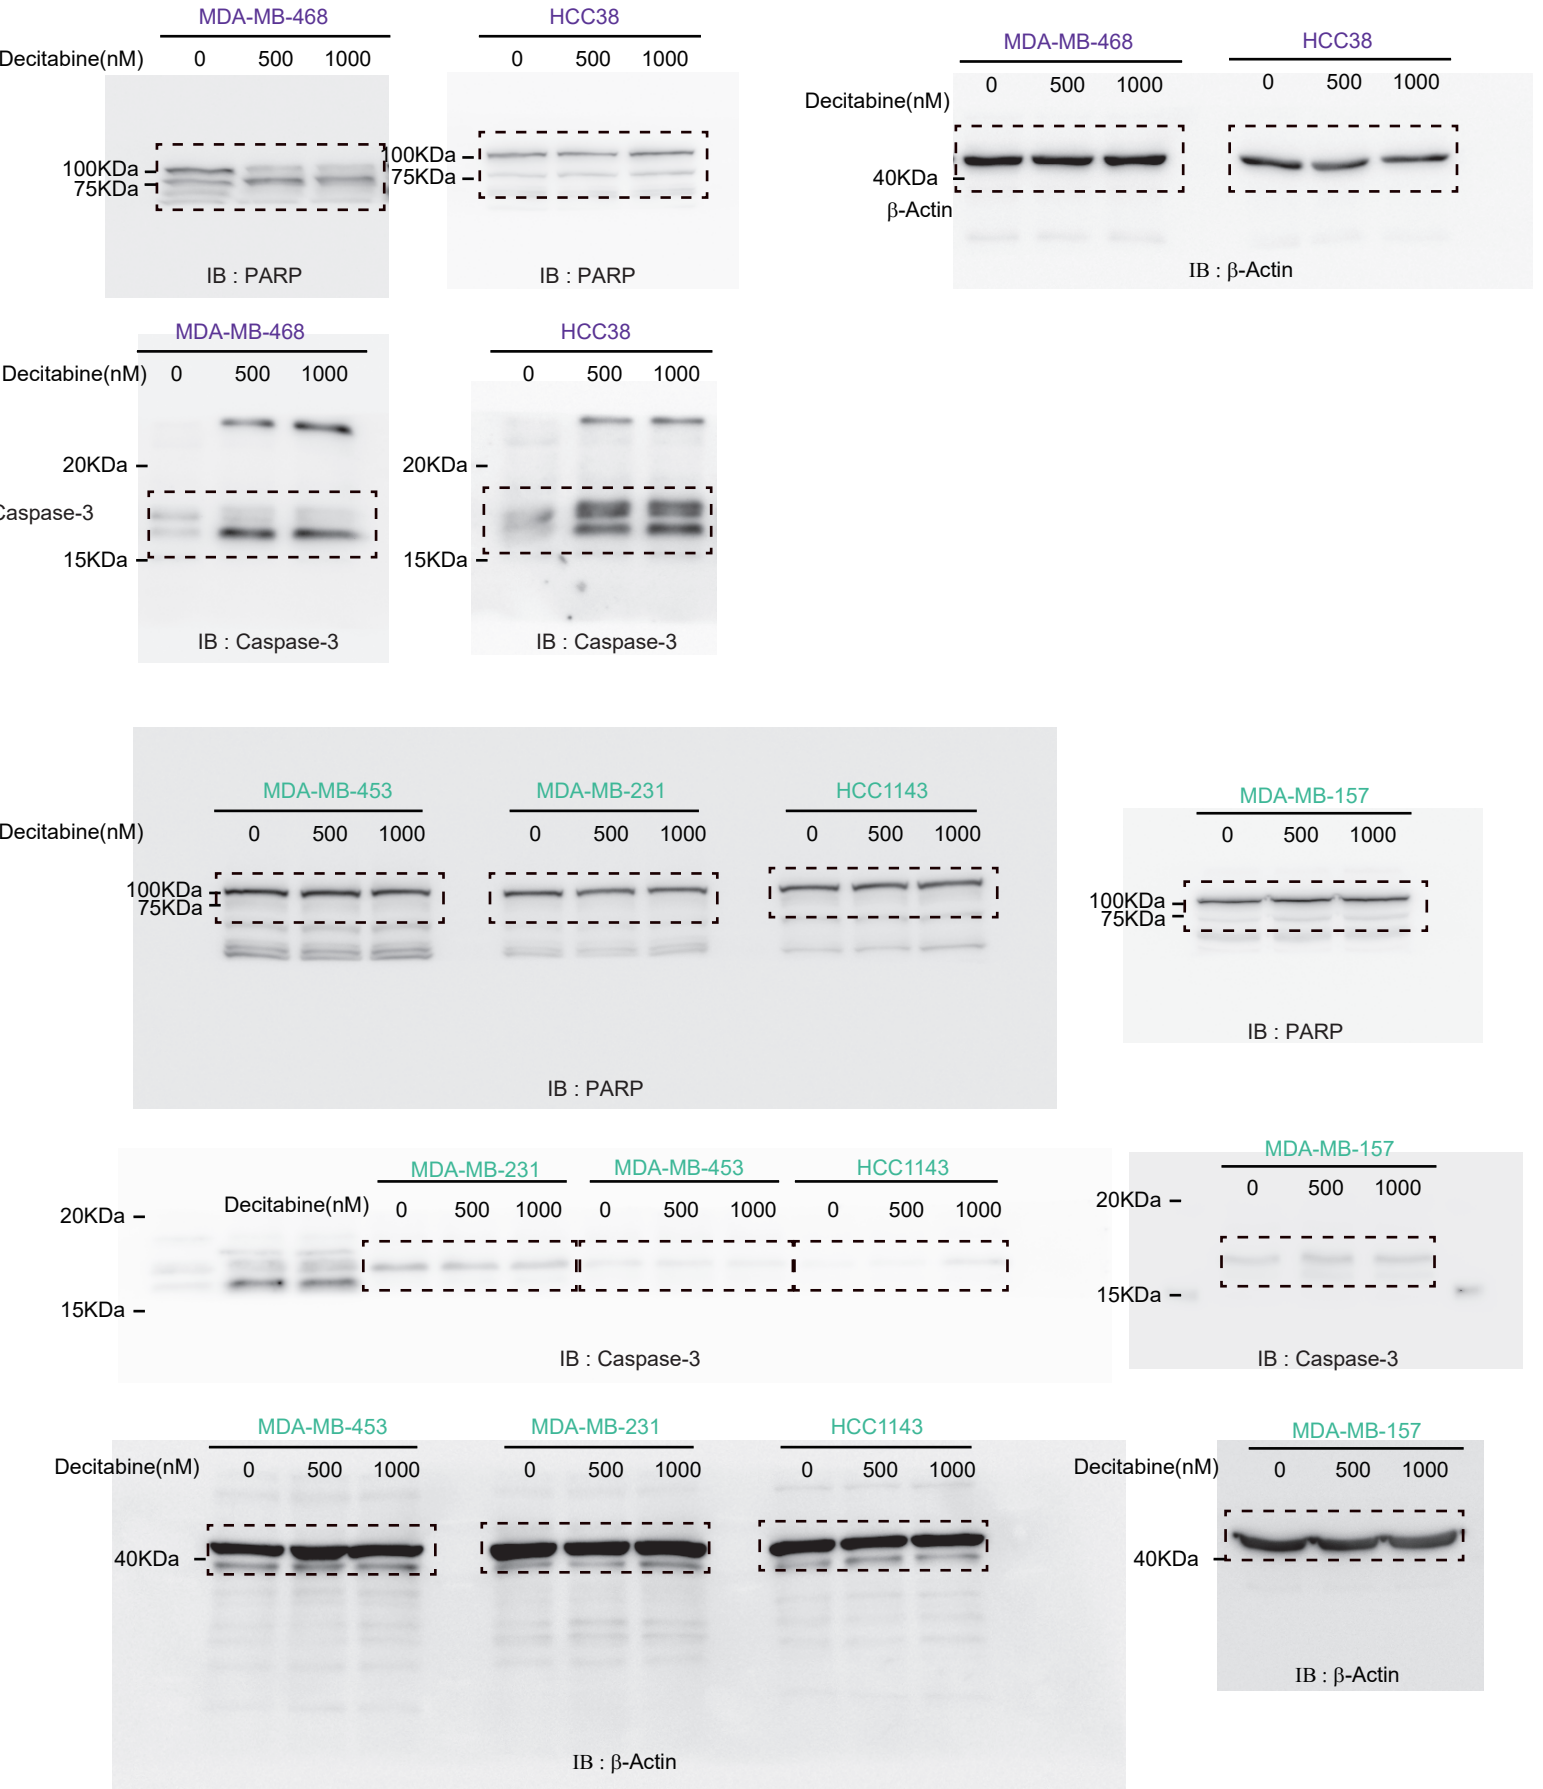 MDA-MB-468 HCC38
Decitabine(nM) 0 500 1000 0 500 1000
100KDa
75KDa
100KDa
75KDa
IB : PARP IB : PARP
MDA-MB-468 HCC38
Decitabine(nM) 0 500 1000 0 500 1000
40KDa
β-Actin
IB : β-Actin
MDA-MB-468 HCC38
Decitabine(nM) 0 500 1000 0 500 1000
20KDa 20KDa
Caspase-3
15KDa 15KDa
IB : Caspase-3 IB : Caspase-3
MDA-MB-453 MDA-MB-231 HCC1143 MDA-MB-157
Decitabine(nM) 0 500 1000 0 500 1000 0 500 1000 0 500 1000
100KDa 100KDa
75KDa 75KDa
IB : PARP
IB : PARP
MDA-MB-231 MDA-MB-453 HCC1143 MDA-MB-157
Decitabine(nM) 0 500 1000 0 500 1000 0 500 1000 0 500 1000
20KDa 20KDa
15KDa 15KDa
IB : Caspase-3 IB : Caspase-3
MDA-MB-453 MDA-MB-231 HCC1143 MDA-MB-157
Decitabine(nM) 0 500 1000 0 500 1000 0 500 1000 Decitabine(nM) 0 500 1000
40KDa 40KDa
IB : β-Actin
IB : β-Actin